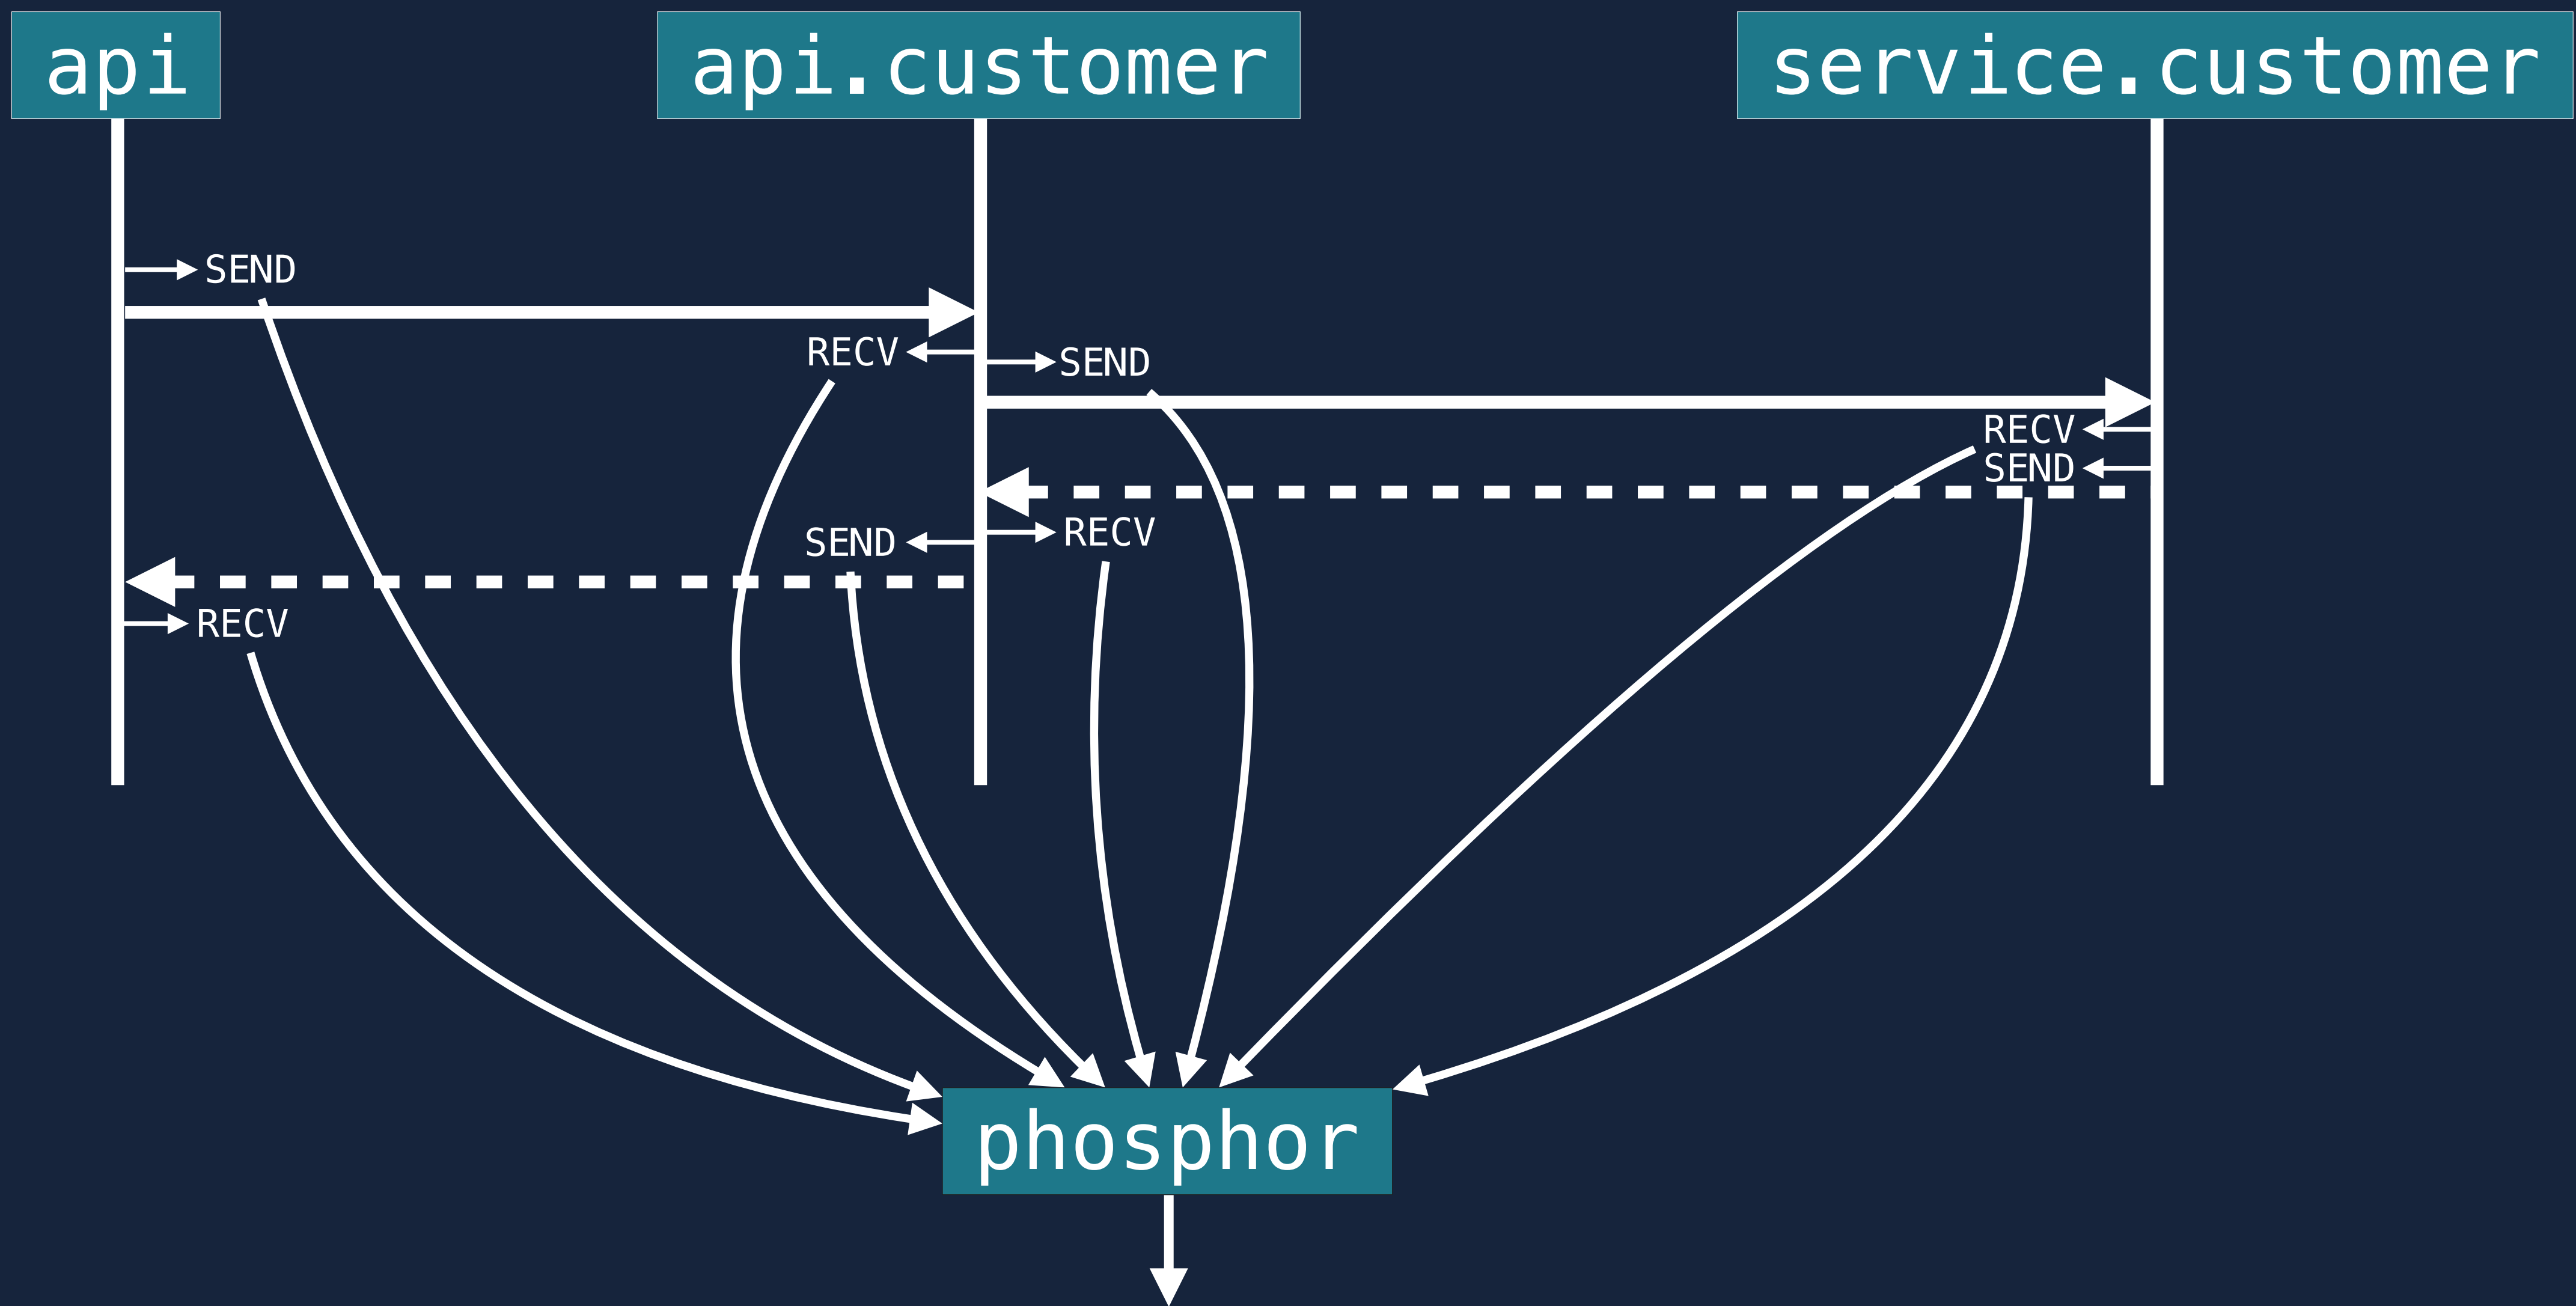 api
api.customer
service.customer
SEND
RECV
SEND
RECV
SEND
RECV
SEND
RECV
phosphor